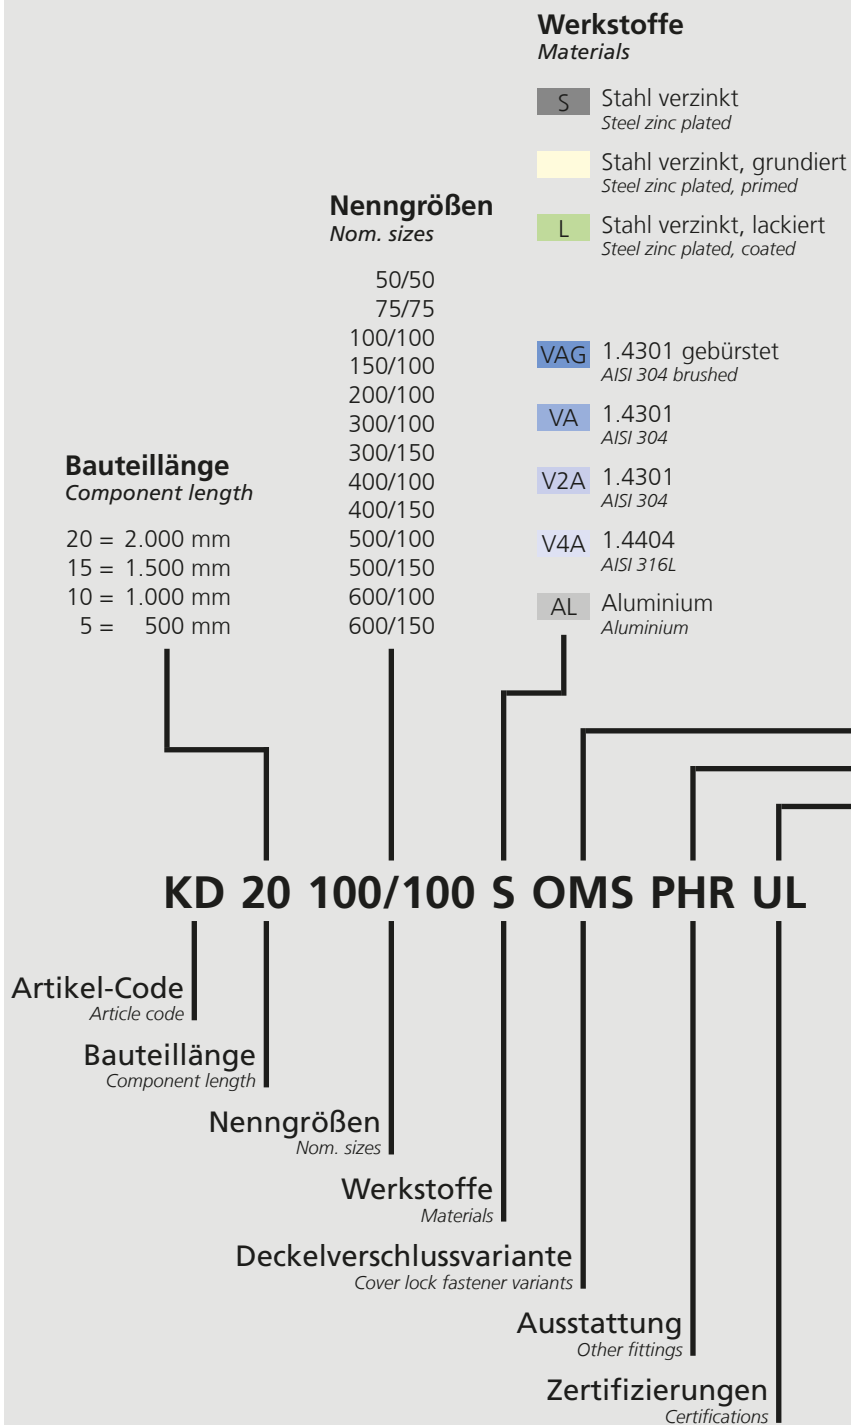 Werkstoffe
Materials
S Stahl verzinkt
Steel zinc plated
Stahl verzinkt, grundiert
Steel zinc plated, primed
L Stahl verzinkt, lackiert
Steel zinc plated, coated
VAG 1.4301 gebürstet
AISI 304 brushed
VA 1.4301
AISI 304
V2A 1.4301
AISI 304
V4A 1.4404
AISI 316L
AL Aluminium
Aluminium
Nenngrößen
Nom. sizes
50/50
75/75
100/100
150/100
200/100
300/100
300/150
400/100
400/150
500/100
500/150
600/100
600/150
Bauteillänge
Component length
20 = 2.000 mm
15 = 1.500 mm
10 = 1.000 mm
5 = 500 mm
KD 20 100/100 S OMS PHR UL
Artikel-Code
Article code
Bauteillänge
Component length
Nenngrößen
Nom. sizes
Werkstoffe
Materials
Deckelverschlussvariante
Cover lock fastener variants
Ausstattung
Other fittings
Zertifizierungen
Certifications